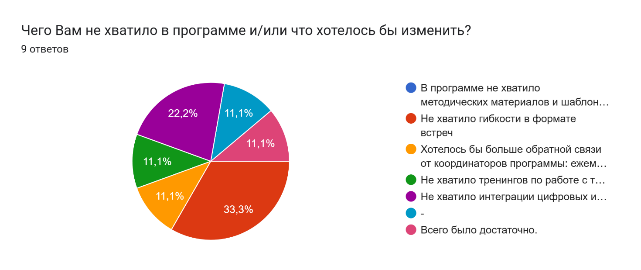 Чего Вам не хватило в программе и/или что хотелось бы изменить?
9 ответов
22,2%
11,1%
11,1%
11,1%
11,1%
33,3%
В программе не хватило
методических материалов и шаблон…
Не хватило гибкости в формате
встреч
Хотелось бы больше обратной связи
от координаторов программы: ежем…
Не хватило тренингов по работе с т…
Не хватило интеграции цифровых и…
-
Всего было достаточно.